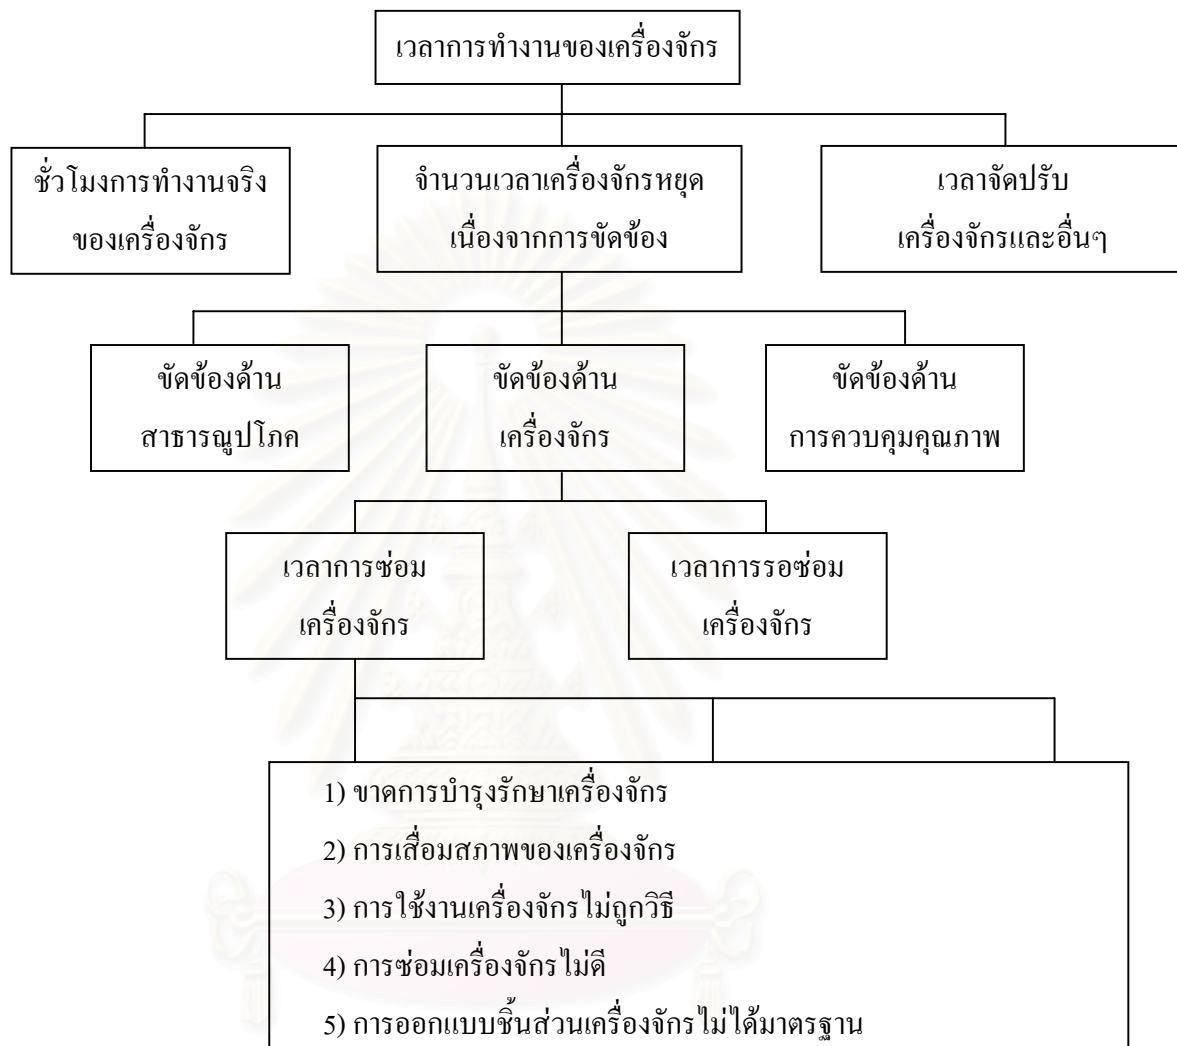 เวลาการทำงานของเครื่องจักร
ชั่วโมงการทำงานจริง
ของเครื่องจักร
จำนวนเวลาเครื่องจักรหยุด
เนื่องจากการขัดข้อง
เวลาจัดปรับ
เครื่องจักรและอื่นๆ
ขัดข้องด้าน
สาธารณูปโภค
ขัดข้องด้าน
เครื่องจักร
ขัดข้องด้าน
การควบคุมคุณภาพ
เวลาการซ่อม
เครื่องจักร
เวลาการรอซ่อม
เครื่องจักร
1) ขาดการบำรุงรักษาเครื่องจักร
2) การเสื่อมสภาพของเครื่องจักร
3) การใช้งานเครื่องจักรไม่ถูกวิธี
4) การซ่อมเครื่องจักรไม่ดี
5) การออกแบบชิ้นส่วนเครื่องจักรไม่ได้มาตรฐาน